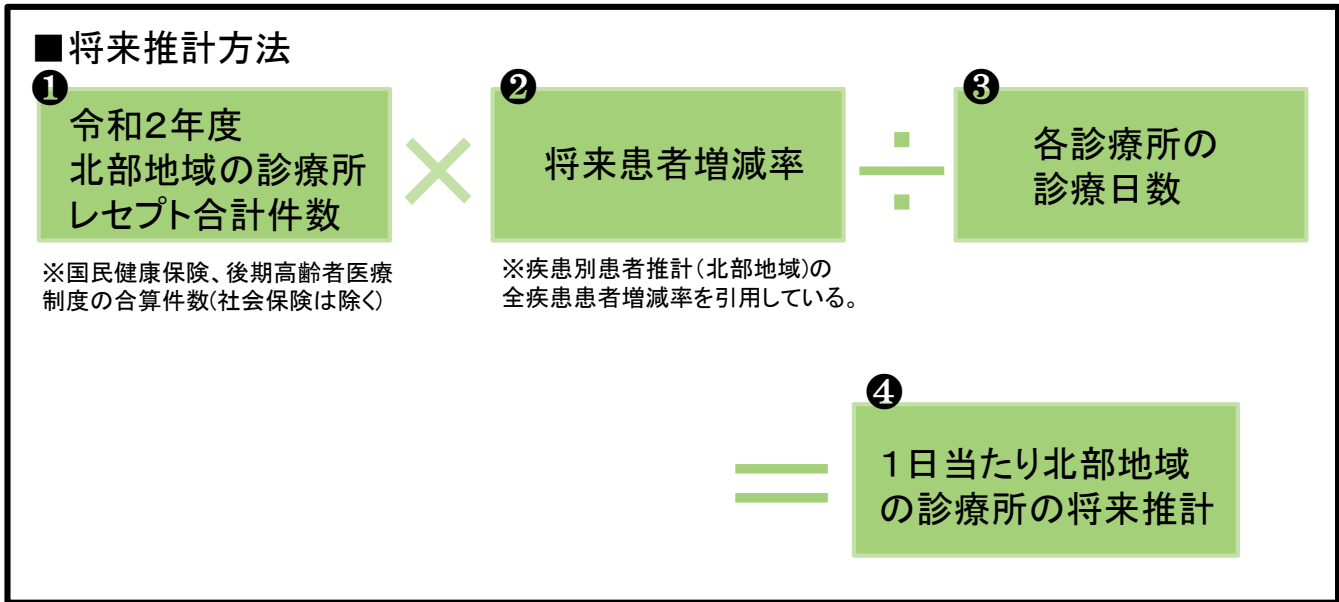 ■将来推計方法
❶
令和2年度
北部地域の診療所
レセプト合計件数
※国民健康保険、後期高齢者医療
制度の合算件数(社会保険は除く)
×
❷
将来患者増減率
※疾患別患者推計(北部地域)の
全疾患患者増減率を引用している。
÷
❸
各診療所の
診療日数
=
❹
1日当たり北部地域
の診療所の将来推計